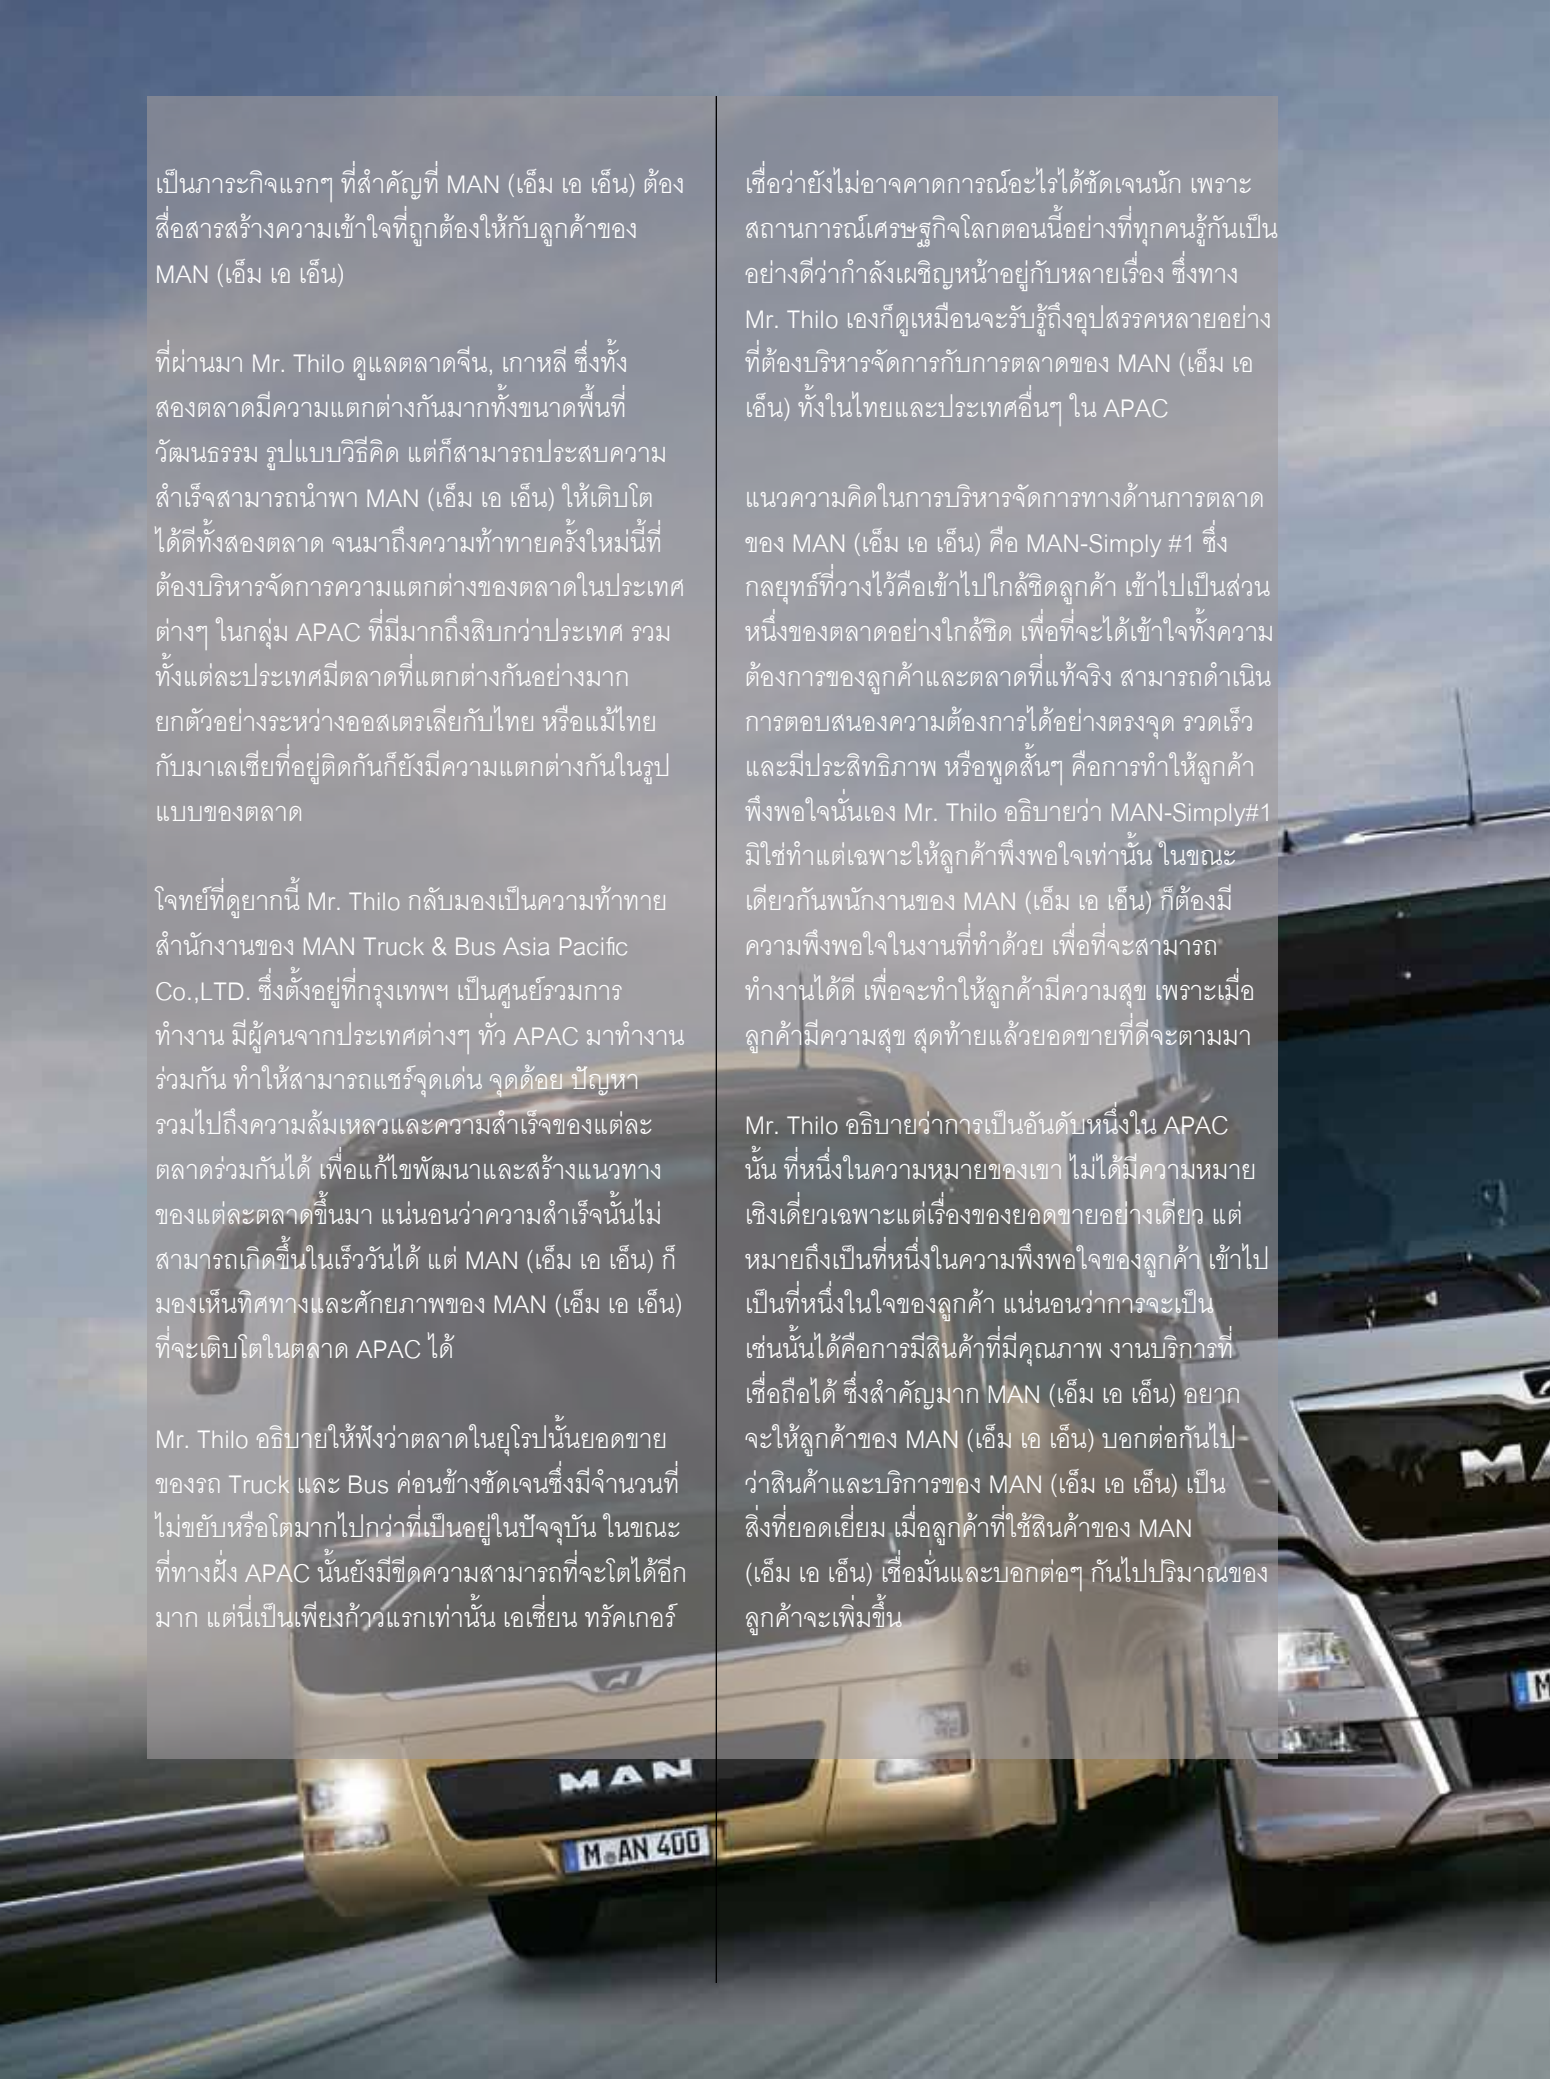 เป็นภาระกิจแรกๆ ที่สำคัญที่ MAN (เอ็ม เอ เอ็น) ต้อง
สื่อสารสร้างความเข้าใจที่ถูกต้องให้กับลูกค้าของ
MAN (เอ็ม เอ เอ็น)
ที่ผ่านมา Mr. Thilo ดูแลตลาดจีน, เกาหลี ซึ่งทั้ง
สองตลาดมีความแตกต่างกันมากทั้งขนาดพื้นที่
วัฒนธรรม รูปแบบวิธีคิด แต่ก็สามารถประสบความ
สำเร็จสามารถนำพา MAN (เอ็ม เอ เอ็น) ให้เติบโต
ได้ดีทั้งสองตลาด จนมาถึงความท้าทายครั้งใหม่นี้ที่
ต้องบริหารจัดการความแตกต่างของตลาดในประเทศ
ต่างๆ ในกลุ่ม APAC ที่มีมากถึงสิบกว่าประเทศ รวม
ทั้งแต่ละประเทศมีตลาดที่แตกต่างกันอย่างมาก
ยกตัวอย่างระหว่างออสเตรเลียกับไทย หรือแม้ไทย
กับมาเลเซียที่อยู่ติดกันก็ยังมีความแตกต่างกันในรูป
แบบของตลาด
โจทย์ที่ดูยากนี้ Mr. Thilo กลับมองเป็นความท้าทาย
สำนักงานของ MAN Truck & Bus Asia Pacific
Co.,LTD. ซึ่งตั้งอยู่ที่กรุงเทพฯ เป็นศูนย์รวมการ
ทำงาน มีผู้คนจากประเทศต่างๆ ทั่ว APAC มาทำงาน
ร่วมกัน ทำให้สามารถแชร์จุดเด่น จุดด้อย ปัญหา
รวมไปถึงความล้มเหลวและความสำเร็จของแต่ละ
ตลาดร่วมกันได้ เพื่อแก้ไขพัฒนาและสร้างแนวทาง
ของแต่ละตลาดขึ้นมา แน่นอนว่าความสำเร็จนั้นไม่
สามารถเกิดขึ้นในเร็ววันได้ แต่ MAN (เอ็ม เอ เอ็น) ก็
มองเห็นทิศทางและศักยภาพของ MAN (เอ็ม เอ เอ็น)
ที่จะเติบโตในตลาด APAC ได้
Mr. Thilo อธิบายให้ฟังว่าตลาดในยุโรปนั้นยอดขาย
ของรถ Truck และ Bus ค่อนข้างชัดเจนซึ่งมีจำนวนที่
ไม่ขยับหรือโตมากไปกว่าที่เป็นอยู่ในปัจจุบัน ในขณะ
ที่ทางฝั่ง APAC นั้นยังมีขีดความสามารถที่จะโตได้อีก
มาก แต่นี่เป็นเพียงก้าวแรกเท่านั้น เอเซี่ยน ทรัคเกอร์
เชื่อว่ายังไม่อาจคาดการณ์อะไรได้ชัดเจนนัก เพราะ
สถานการณ์เศรษฐกิจโลกตอนนี้อย่างที่ทุกคนรู้กันเป็น
อย่างดีว่ากำลังเผชิญหน้าอยู่กับหลายเรื่อง ซึ่งทาง
Mr. Thilo เองก็ดูเหมือนจะรับรู้ถึงอุปสรรคหลายอย่าง
ที่ต้องบริหารจัดการกับการตลาดของ MAN (เอ็ม เอ
เอ็น) ทั้งในไทยและประเทศอื่นๆ ใน APAC
แนวความคิดในการบริหารจัดการทางด้านการตลาด
ของ MAN (เอ็ม เอ เอ็น) คือ MAN-Simply #1 ซึ่ง
กลยุทธ์ที่วางไว้คือเข้าไปใกล้ชิดลูกค้า เข้าไปเป็นส่วน
หนึ่งของตลาดอย่างใกล้ชิด เพื่อที่จะได้เข้าใจทั้งความ
ต้องการของลูกค้าและตลาดที่แท้จริง สามารถดำเนิน
การตอบสนองความต้องการได้อย่างตรงจุด รวดเร็ว
และมีประสิทธิภาพ หรือพูดสั้นๆ คือการทำให้ลูกค้า
พึงพอใจนั่นเอง Mr. Thilo อธิบายว่า MAN-Simply#1
มิใช่ทำแต่เฉพาะให้ลูกค้าพึงพอใจเท่านั้น ในขณะ
เดียวกันพนักงานของ MAN (เอ็ม เอ เอ็น) ก็ต้องมี
ความพึงพอใจในงานที่ทำด้วย เพื่อที่จะสามารถ
ทำงานได้ดี เพื่อจะทำให้ลูกค้ามีความสุข เพราะเมื่อ
ลูกค้ามีความสุข สุดท้ายแล้วยอดขายที่ดีจะตามมา
Mr. Thilo อธิบายว่าการเป็นอันดับหนึ่งใน APAC
นั้น ที่หนึ่งในความหมายของเขา ไม่ได้มีความหมาย
เชิงเดี่ยวเฉพาะแต่เรื่องของยอดขายอย่างเดียว แต่
หมายถึงเป็นที่หนึ่งในความพึงพอใจของลูกค้า เข้าไป
เป็นที่หนึ่งในใจของลูกค้า แน่นอนว่าการจะเป็น
เช่นนั้นได้คือการมีสินค้าที่มีคุณภาพ งานบริการที่
เชื่อถือได้ ซึ่งสำคัญมาก MAN (เอ็ม เอ เอ็น) อยาก
จะให้ลูกค้าของ MAN (เอ็ม เอ เอ็น) บอกต่อกันไป
ว่าสินค้าและบริการของ MAN (เอ็ม เอ เอ็น) เป็น
สิ่งที่ยอดเยี่ยม เมื่อลูกค้าที่ใช้สินค้าของ MAN
(เอ็ม เอ เอ็น) เชื่อมั่นและบอกต่อๆ กันไปปริมาณของ
ลูกค้าจะเพิ่มขึ้น
MAN
M AN 400